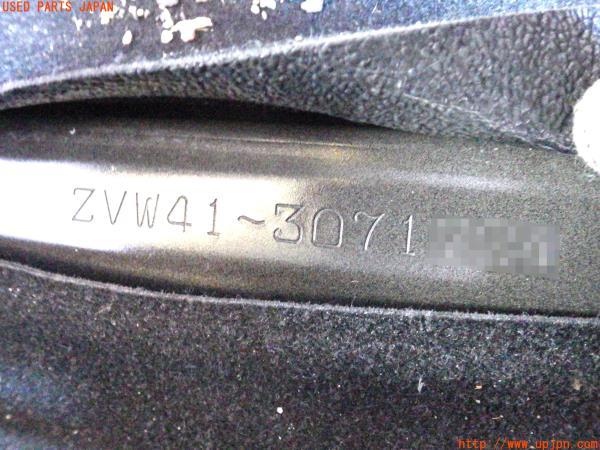 USED PARTS JAPAN
ZVW41-3071
http://www.upjpn.com/